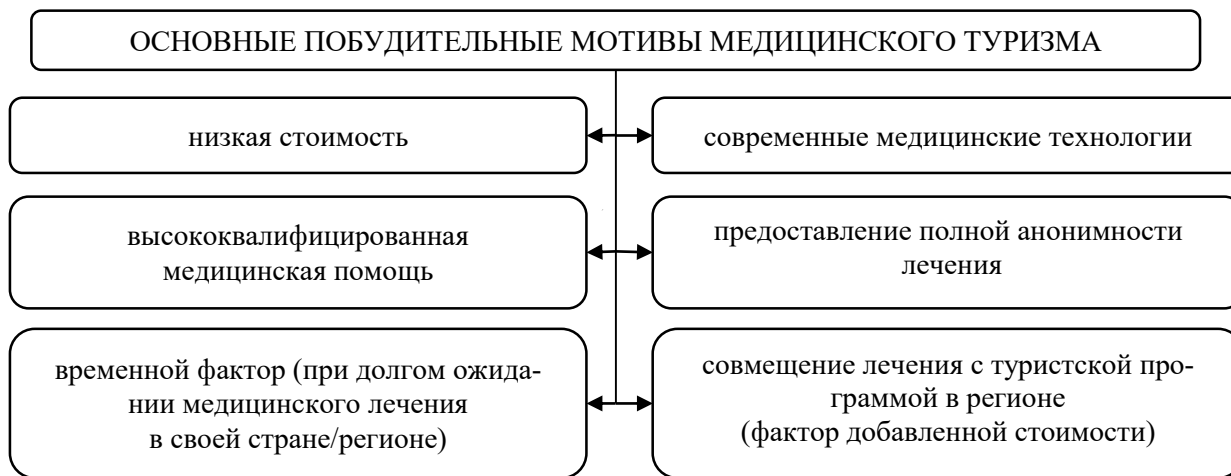 ОСНОВНЫЕ ПОБУДИТЕЛЬНЫЕ МОТИВЫ МЕДИЦИНСКОГО ТУРИЗМА
низкая стоимость
современные медицинские технологии
высококвалифицированная
медицинская помощь
предоставление полной анонимности
лечения
временной фактор (при долгом ожида-
нии медицинского лечения
в своей стране/регионе)
совмещение лечения с туристской про-
граммой в регионе
(фактор добавленной стоимости)